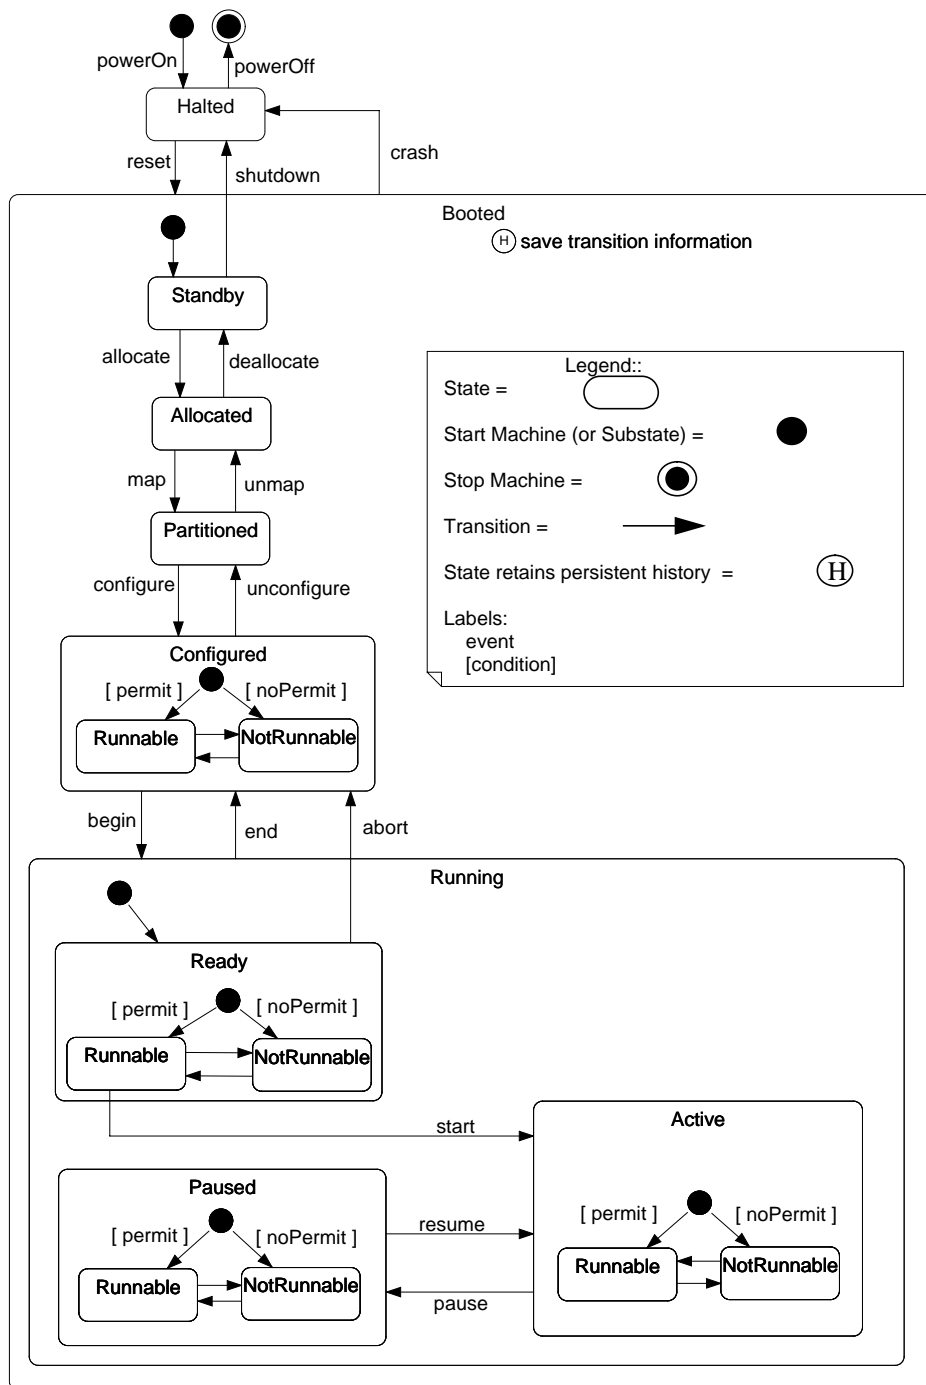 powerOn
powerOff
Halted
reset
shutdown
crash
Booted
H save transition information
Standby
allocate
deallocate
Allocated
map
unmap
Partitioned
configure
unconfigure
Legend::
State =
Start Machine (or Substate) =
Stop Machine =
Transition =
State retains persistent history = H
Labels:
event
[condition]
Configured
[ permit ] [ noPermit ]
Runnable NotRunnable
begin
end
abort
Running
Ready
[ permit ] [ noPermit ]
Runnable NotRunnable
start
Active
[ permit ] [ noPermit ]
Runnable NotRunnable
Paused
[ permit ] [ noPermit ]
Runnable NotRunnable
resume
pause